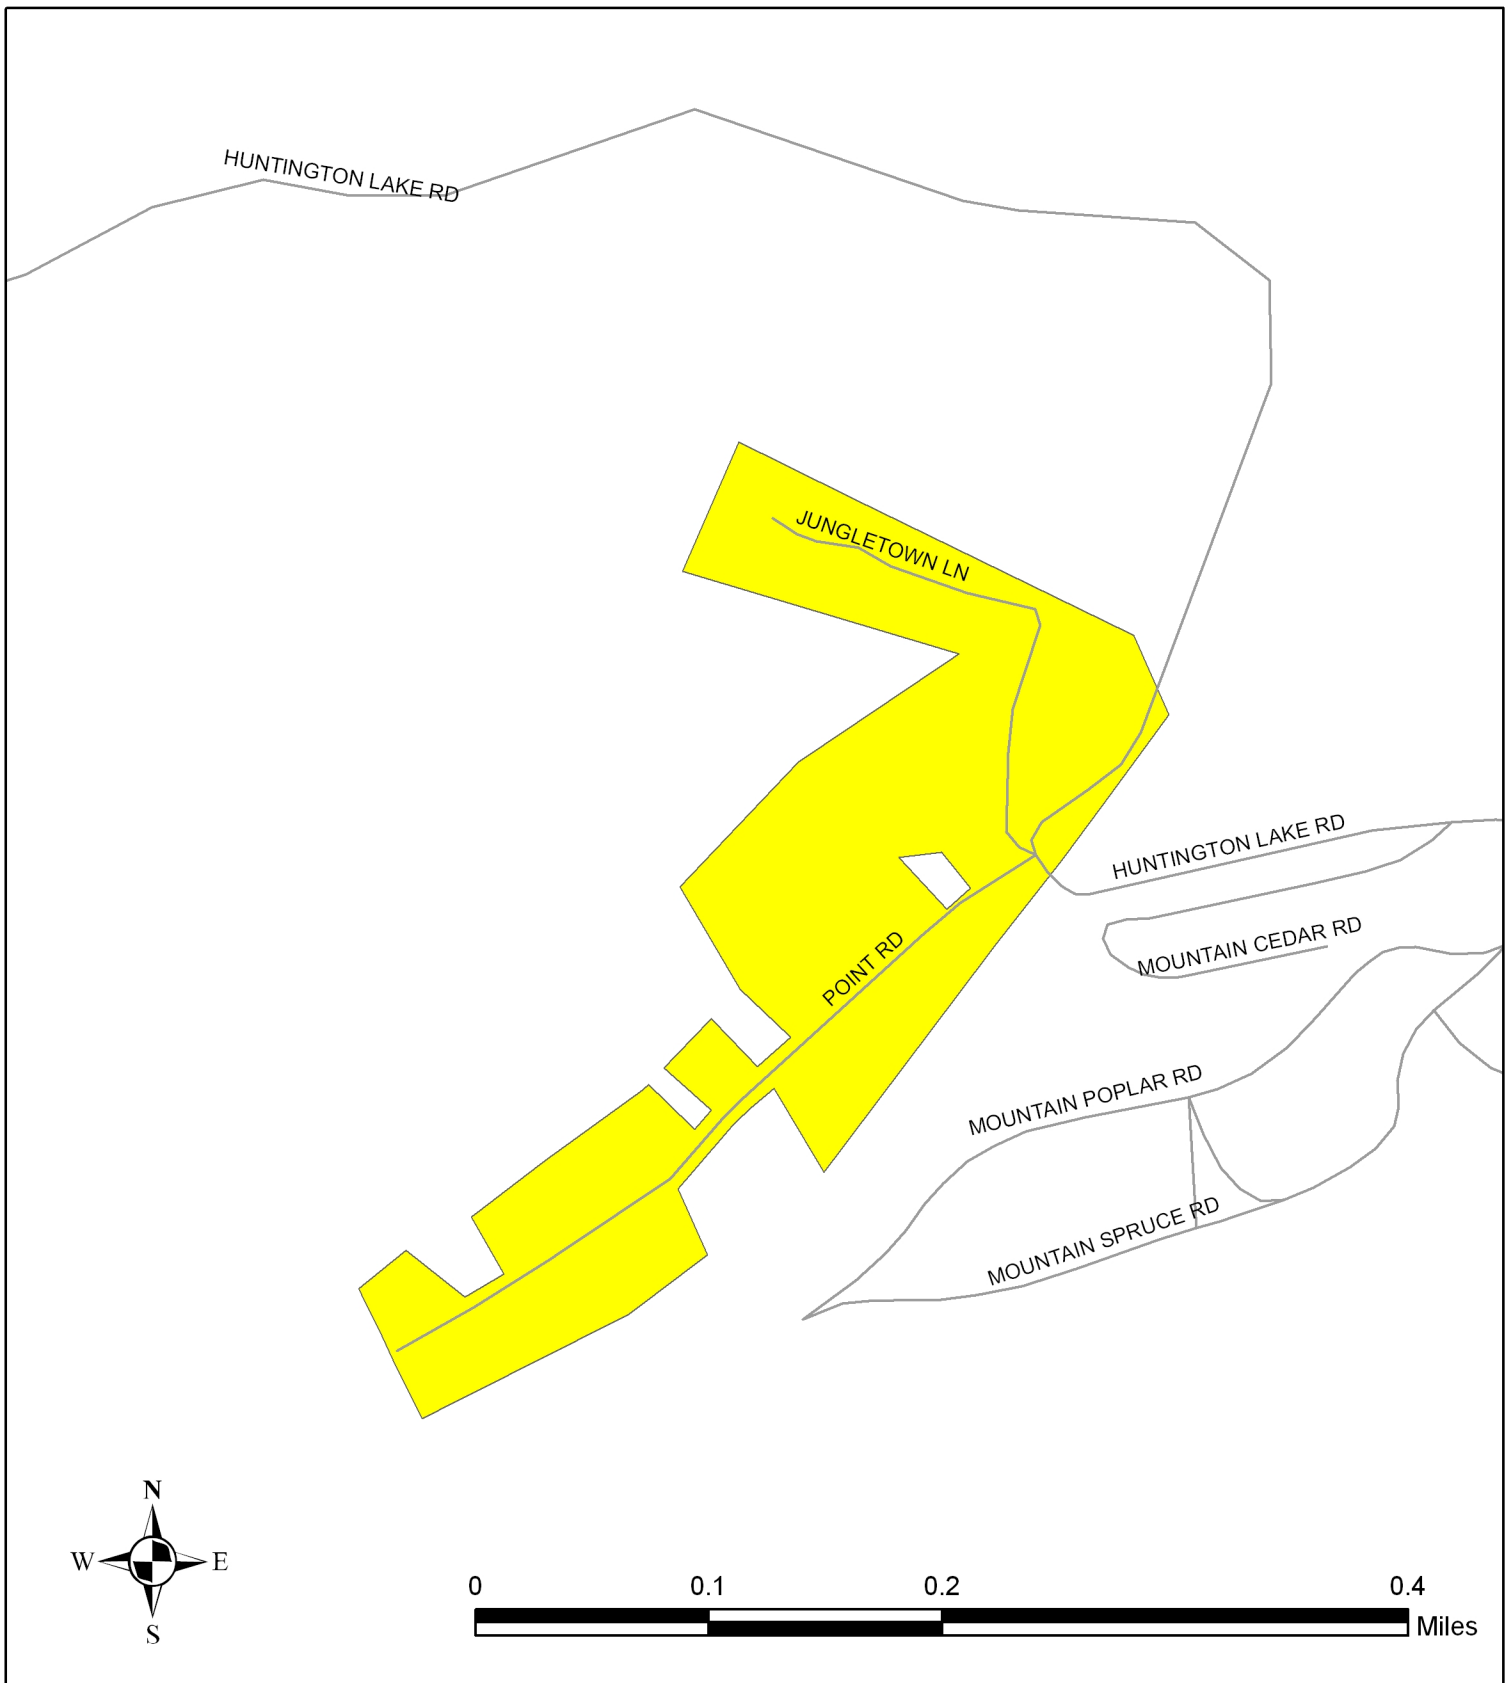 HUNTINGTON LAKE RD
JUNGLETOWN LN
HUNTINGTON LAKE RD
MOUNTAIN CEDAR RD
POINT RD
MOUNTAIN POPLAR RD
MOUNTAIN SPRUCE RD
N
W E
S
0 0.1 0.2 0.4
Miles